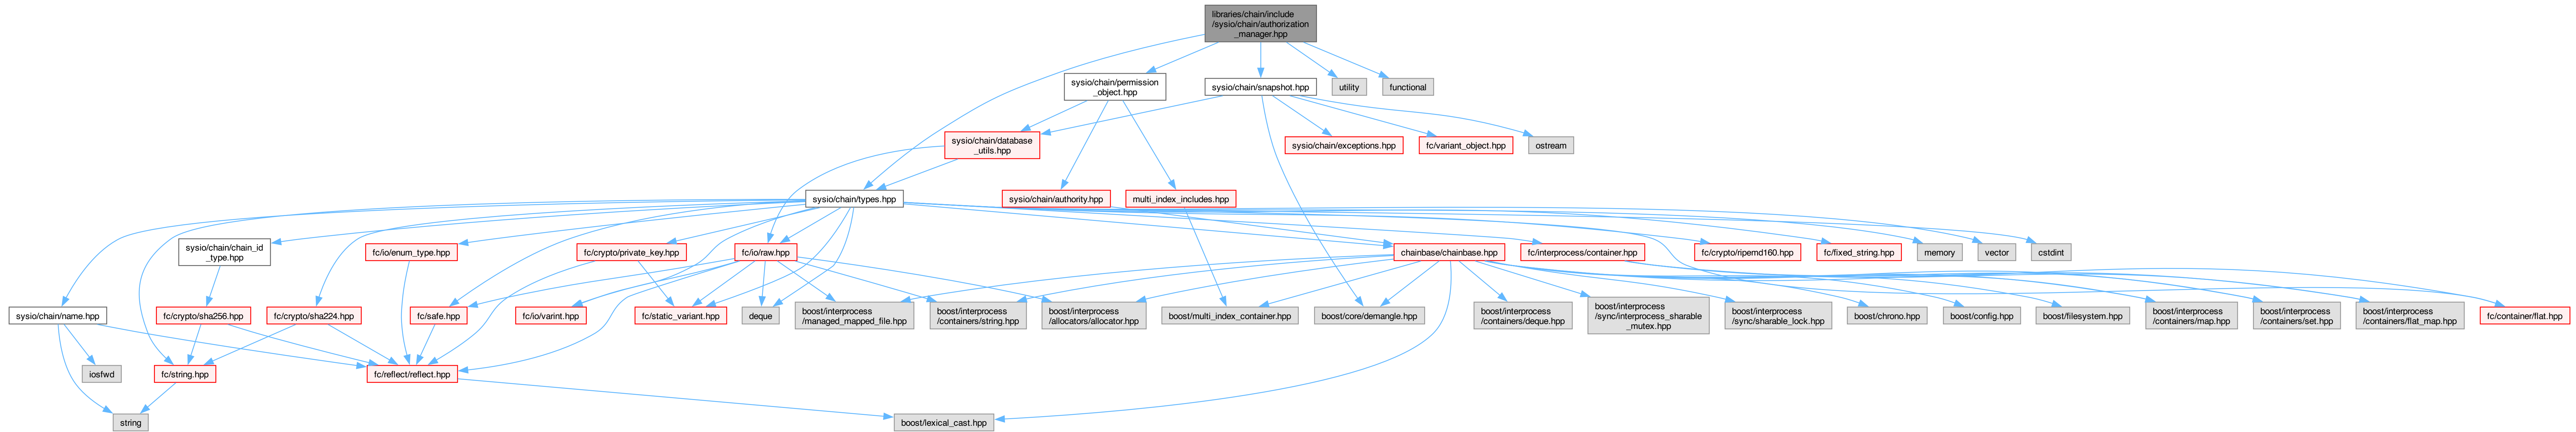 libraries/chain/include
/sysio/chain/authorization
_manager.hpp
sysio/chain/permission
_object.hpp
sysio/chain/snapshot.hpp
utility
functional
sysio/chain/database
_utils.hpp
sysio/chain/exceptions.hpp
fc/variant_object.hpp
ostream
sysio/chain/types.hpp
sysio/chain/authority.hpp
multi_index_includes.hpp
sysio/chain/chain_id
_type.hpp
fc/io/enum_type.hpp
fc/crypto/private_key.hpp
fc/io/raw.hpp
chainbase/chainbase.hpp
fc/interprocess/container.hpp
fc/crypto/ripemd160.hpp
fc/fixed_string.hpp
memory
vector
cstdint
sysio/chain/name.hpp
fc/crypto/sha256.hpp
fc/crypto/sha224.hpp
fc/safe.hpp
fc/io/varint.hpp
fc/static_variant.hpp
deque
boost/interprocess
/managed_mapped_file.hpp
boost/interprocess
/containers/string.hpp
boost/interprocess
/allocators/allocator.hpp
boost/multi_index_container.hpp
boost/core/demangle.hpp
boost/interprocess
/containers/deque.hpp
boost/interprocess
/sync/interprocess_sharable
_mutex.hpp
boost/interprocess
/sync/sharable_lock.hpp
boost/chrono.hpp
boost/config.hpp
boost/filesystem.hpp
boost/interprocess
/containers/map.hpp
boost/interprocess
/containers/set.hpp
boost/interprocess
/containers/flat_map.hpp
fc/container/flat.hpp
iosfwd
fc/string.hpp
fc/reflect/reflect.hpp
string
boost/lexical_cast.hpp